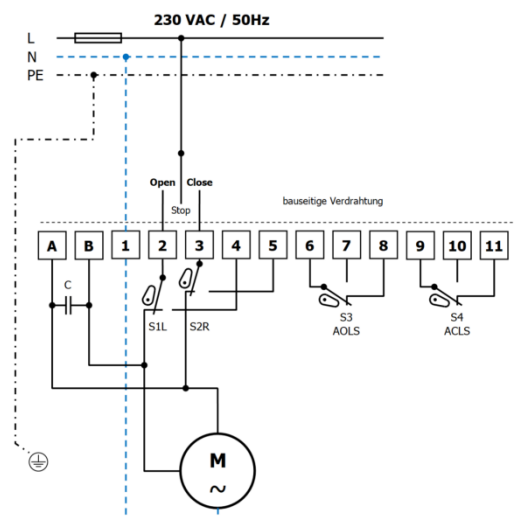 230 VAC / 50Hz
L
N
PE
Open Close
Stop
bauseitige Verdrahtung
A B 1 2 3 4 5 6 7 8 9 10 11
C
S1L S2R S3 S4
AOLS ACLS
M
~